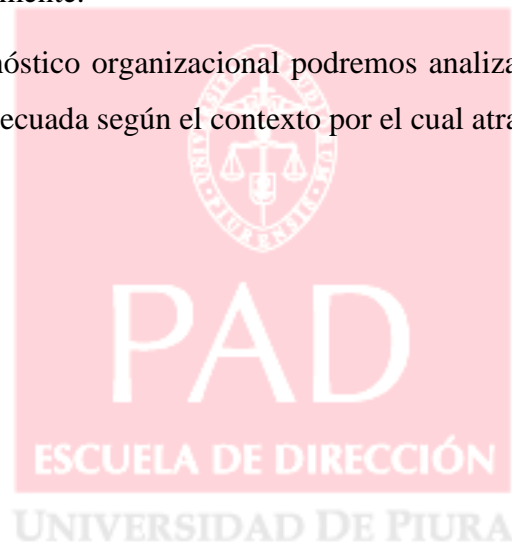 nóstico organizacional podremos analiza
ecuada según el contexto por el cual atra
PAD
ESCUELA DE DIRECCIÓN
UNIVERSIDAD DE PIURA